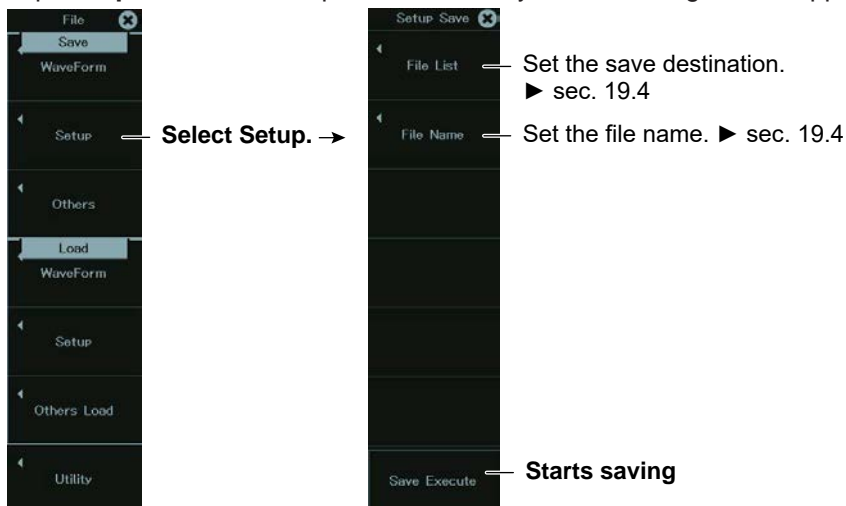 File
Save
WaveForm
Setup
Others
Load
WaveForm
Setup
Others Load
Utility
Select Setup. →
Setup Save
File List
File Name
Save Execute
Set the save destination.
► sec. 19.4
Set the file name. ► sec. 19.4
Starts saving